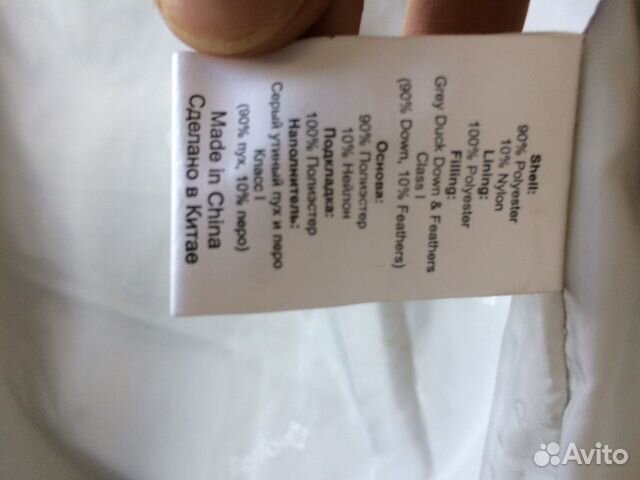 Shell:
90% Polyester
10% Nylon
Lining:
100% Polyester
Filling:
Grey Duck Down & Feathers
Class I
(90% Down, 10% Feathers)
Основа:
90% Полиэстер
10% Нейлон
Подкладка:
100% Полиэстер
Наполнитель:
Серый утиный пух и перо
Класс I
(90% пух, 10% перо)
Made in China
Сделано в Китае
Avito